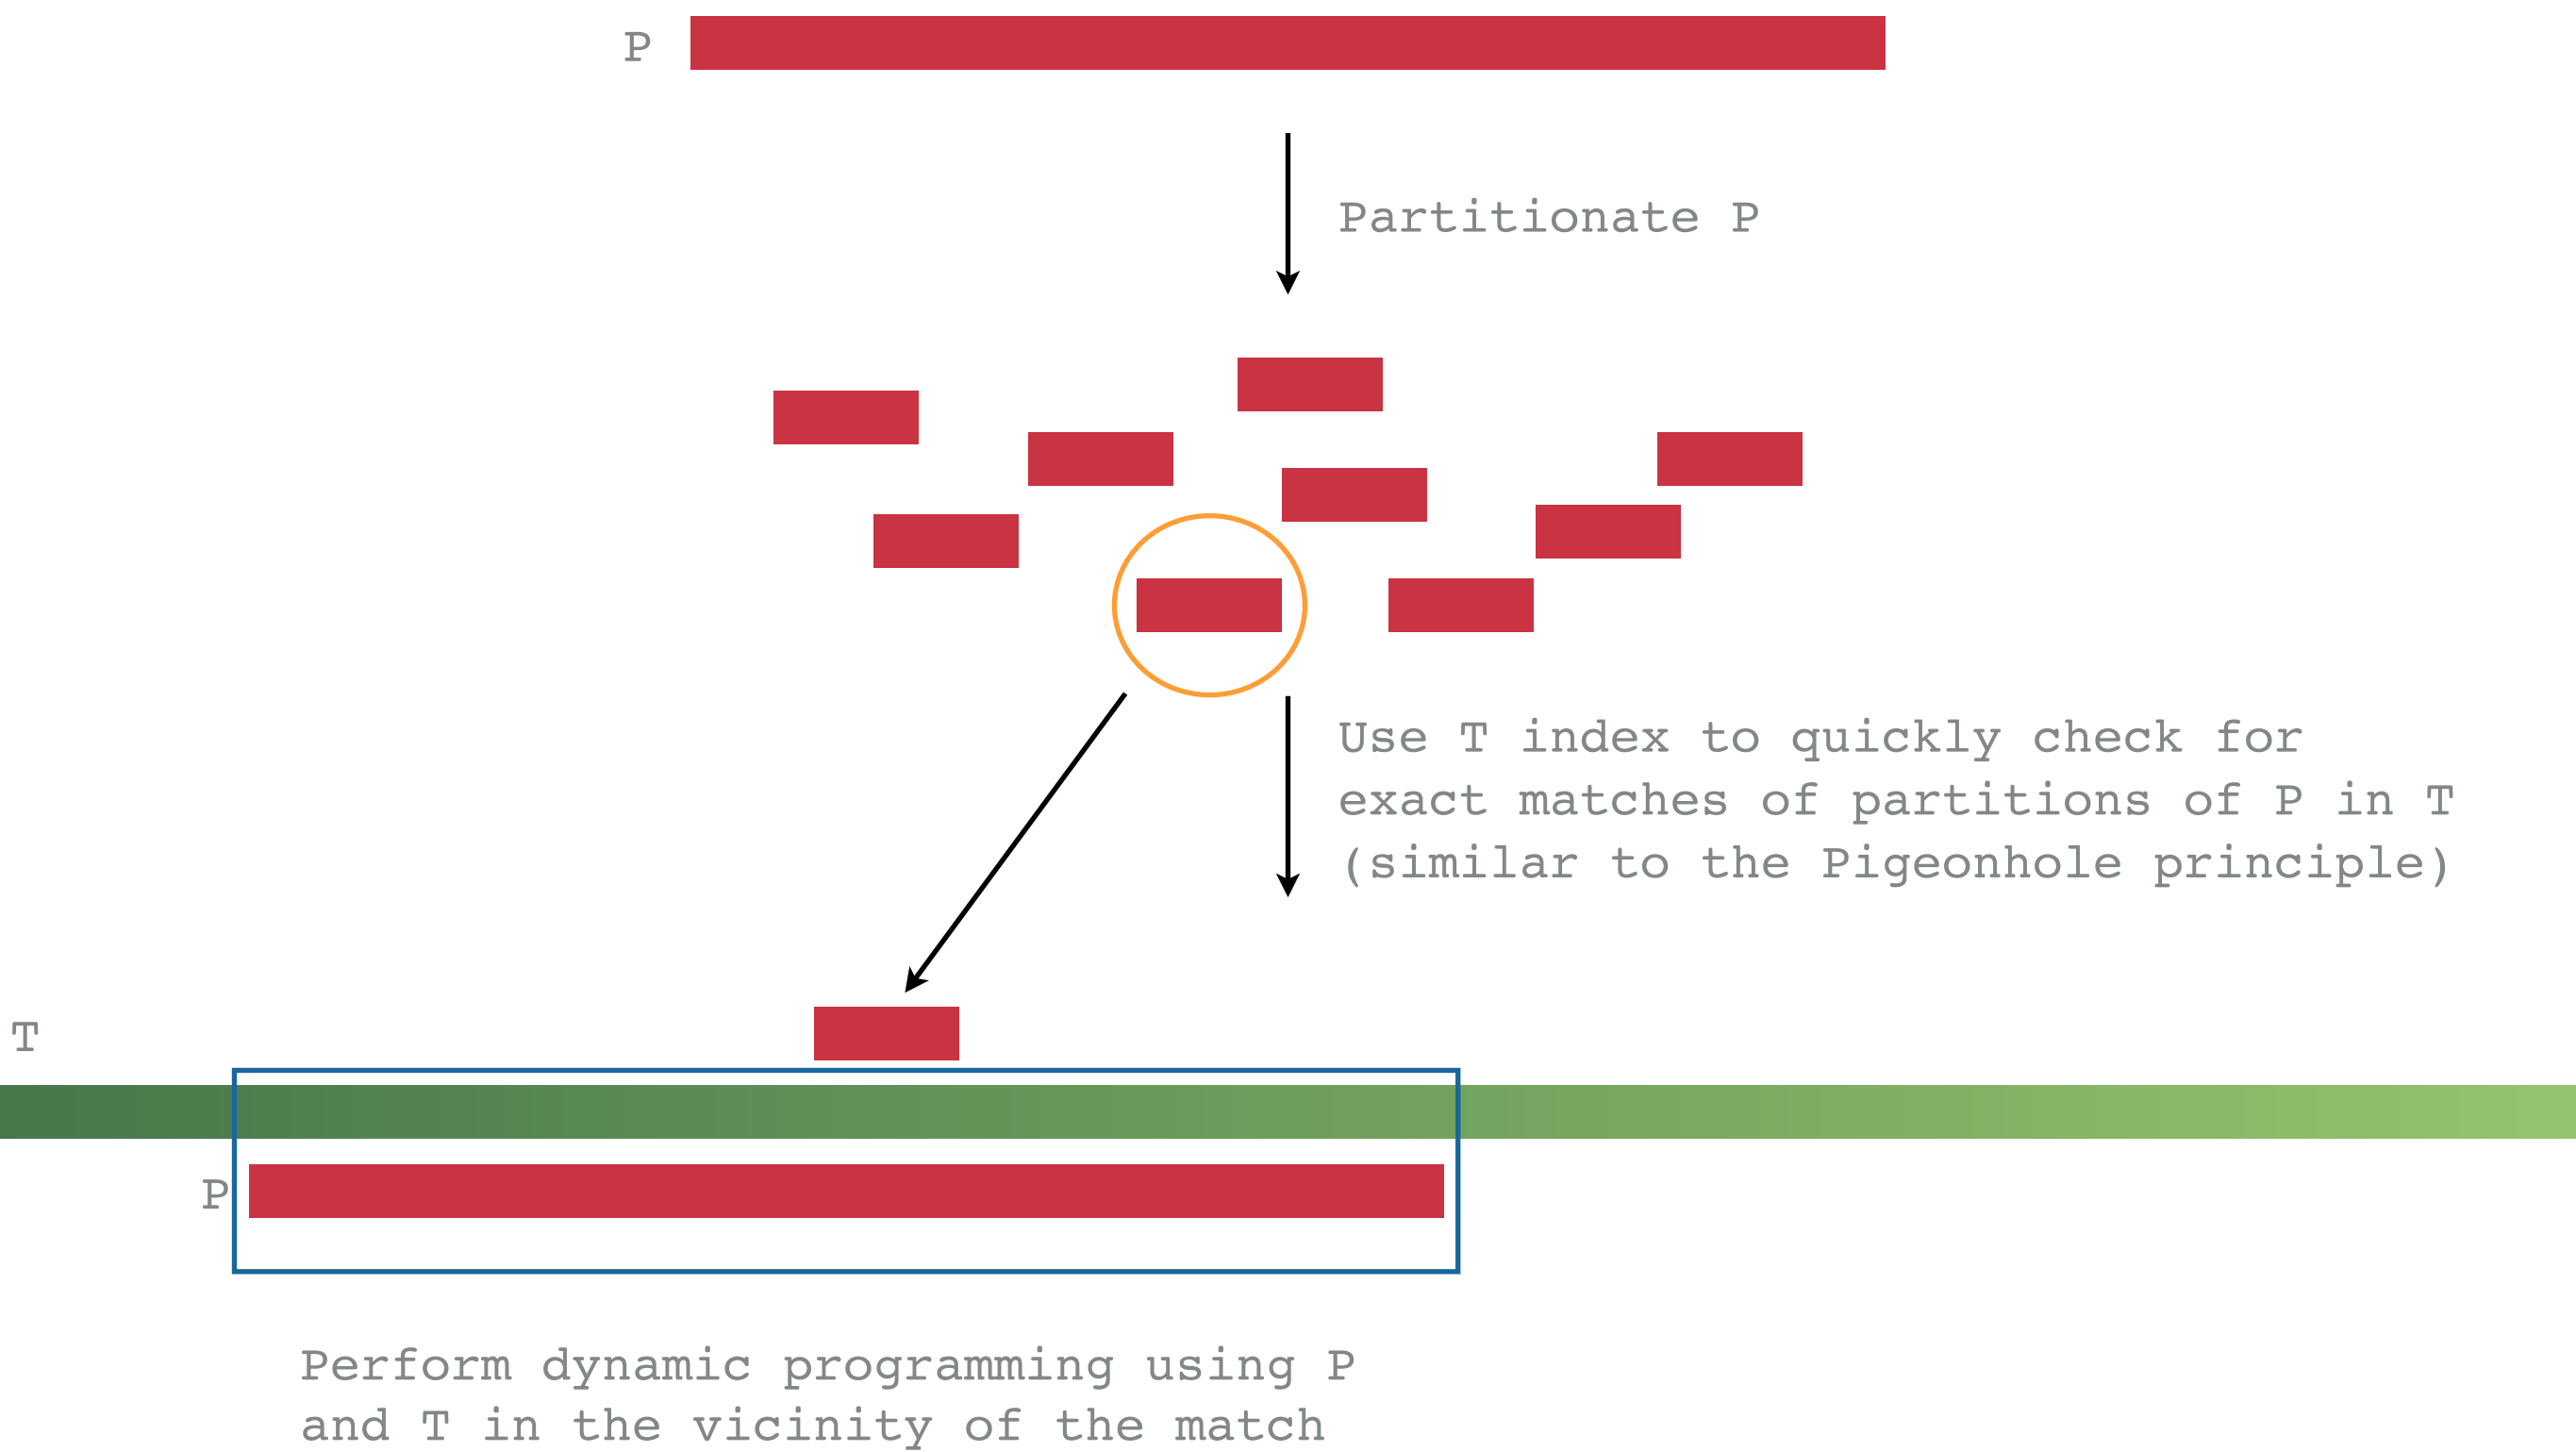 P
Partitionate P
Use T index to quickly check for
exact matches of partitions of P in T
(similar to the Pigeonhole principle)
T
P
Perform dynamic programming using P
and T in the vicinity of the match